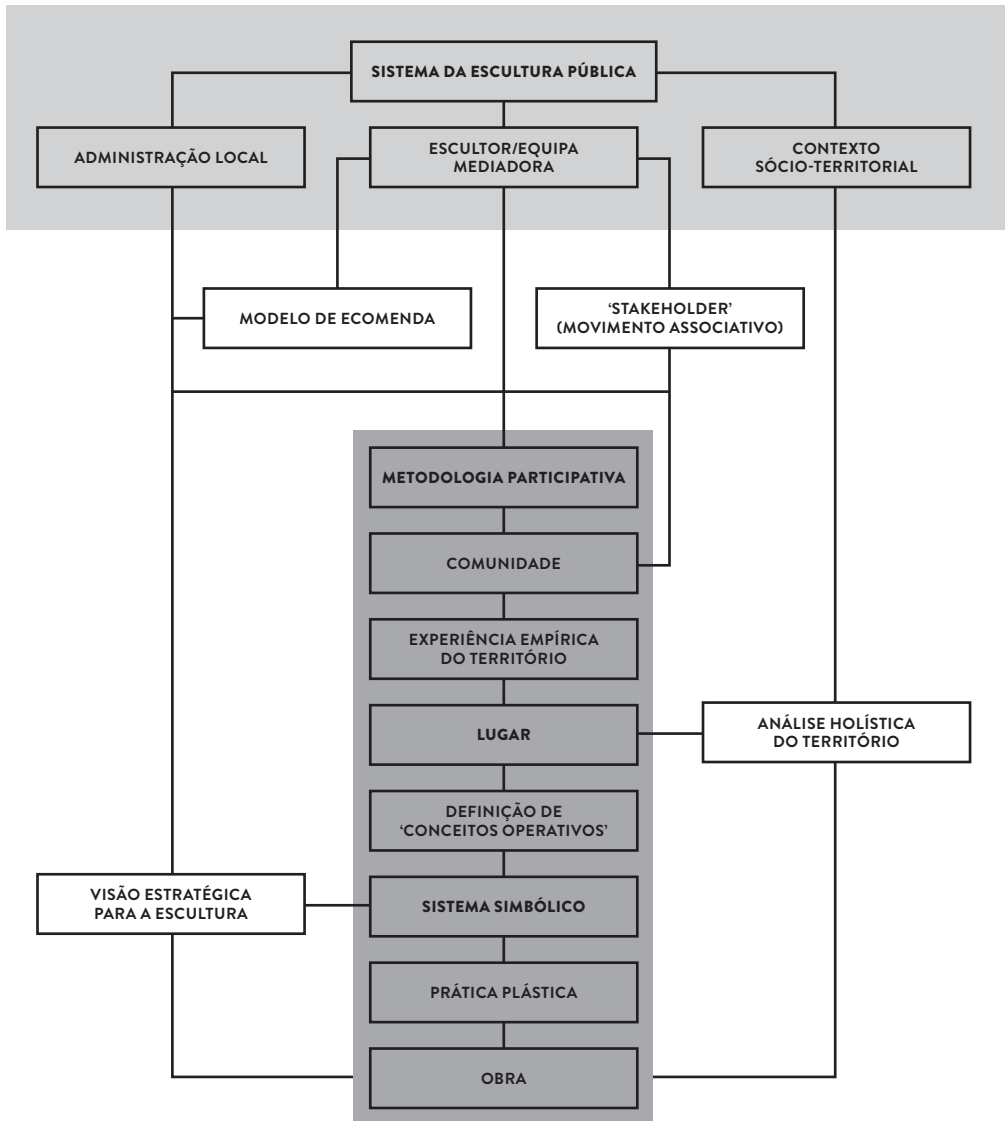 SISTEMA DA ESCULTURA PÚBLICA
ADMINISTRAÇÃO LOCAL
ESCULTOR/EQUIPA
MEDIADORA
CONTEXTO
SÓCIO-TERRITORIAL
MODELO DE ECOMENDA
‘STAKEHOLDER’
(MOVIMENTO ASSOCIATIVO)
METODOLOGIA PARTICIPATIVA
COMUNIDADE
EXPERIÊNCIA EMPÍRICA
DO TERRITÓRIO
LUGAR
ANÁLISE HOLÍSTICA
DO TERRITÓRIO
DEFINIÇÃO DE
‘CONCEITOS OPERATIVOS’
VISÃO ESTRATÉGICA
PARA A ESCULTURA
SISTEMA SIMBÓLICO
PRÁTICA PLÁSTICA
OBRA